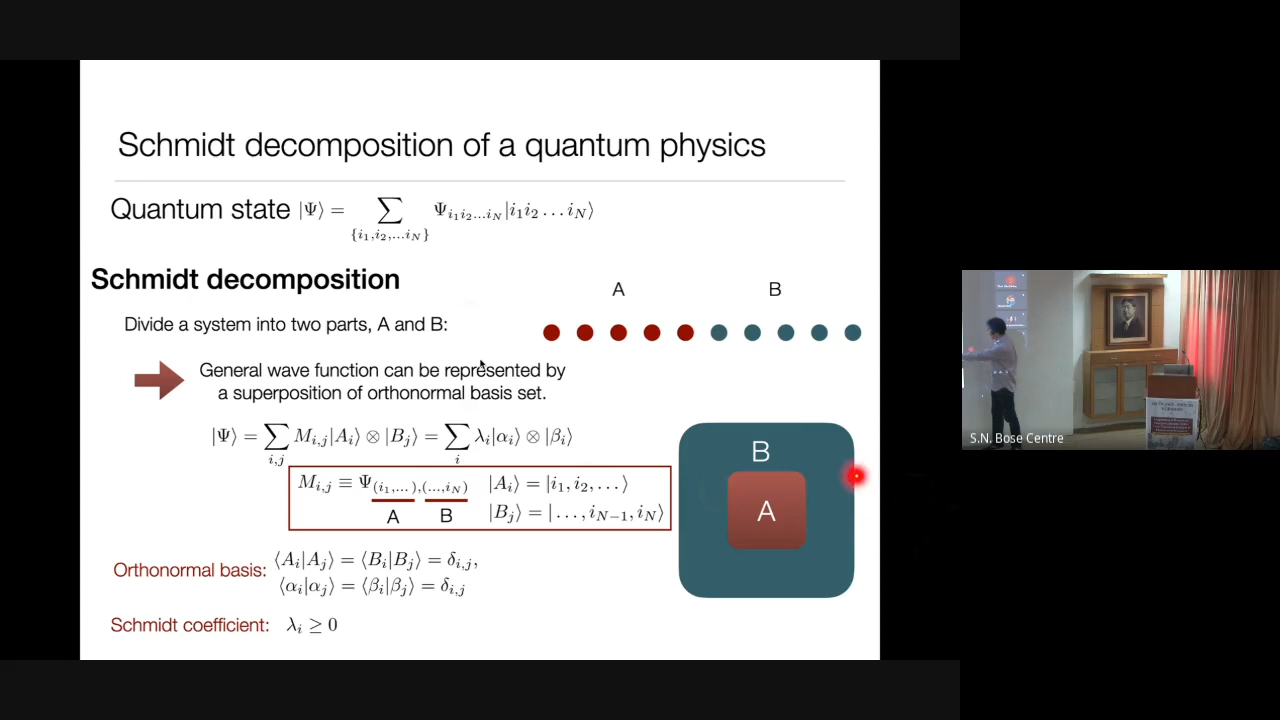 Schmidt decomposition of a quantum physics
Quantum state |Ψ⟩ = ∑_{\{i₁,i₂,...i_N\}} Ψ_{i₁i₂...i_N}|i₁i₂...i_N⟩
Schmidt decomposition
A B
Divide a system into two parts, A and B:
General wave function can be represented by
a superposition of orthonormal basis set.
|Ψ⟩ = ∑_{i,j} M_{i,j}|A_i⟩ ⊗ |B_j⟩ = ∑_i λ_i|α_i⟩ ⊗ |β_i⟩
M_{i,j} ≡ Ψ_{(i₁,...),(...,i_N)} |A_i⟩ = |i₁,i₂,...⟩
A B |B_j⟩ = |...,i_{N−1},i_N⟩
B
A
Orthonormal basis: ⟨A_i|A_j⟩ = ⟨B_i|B_j⟩ = δ_{i,j},
⟨α_i|α_j⟩ = ⟨β_i|β_j⟩ = δ_{i,j}
Schmidt coefficient: λ_i ≥ 0
S.N. Bose Centre